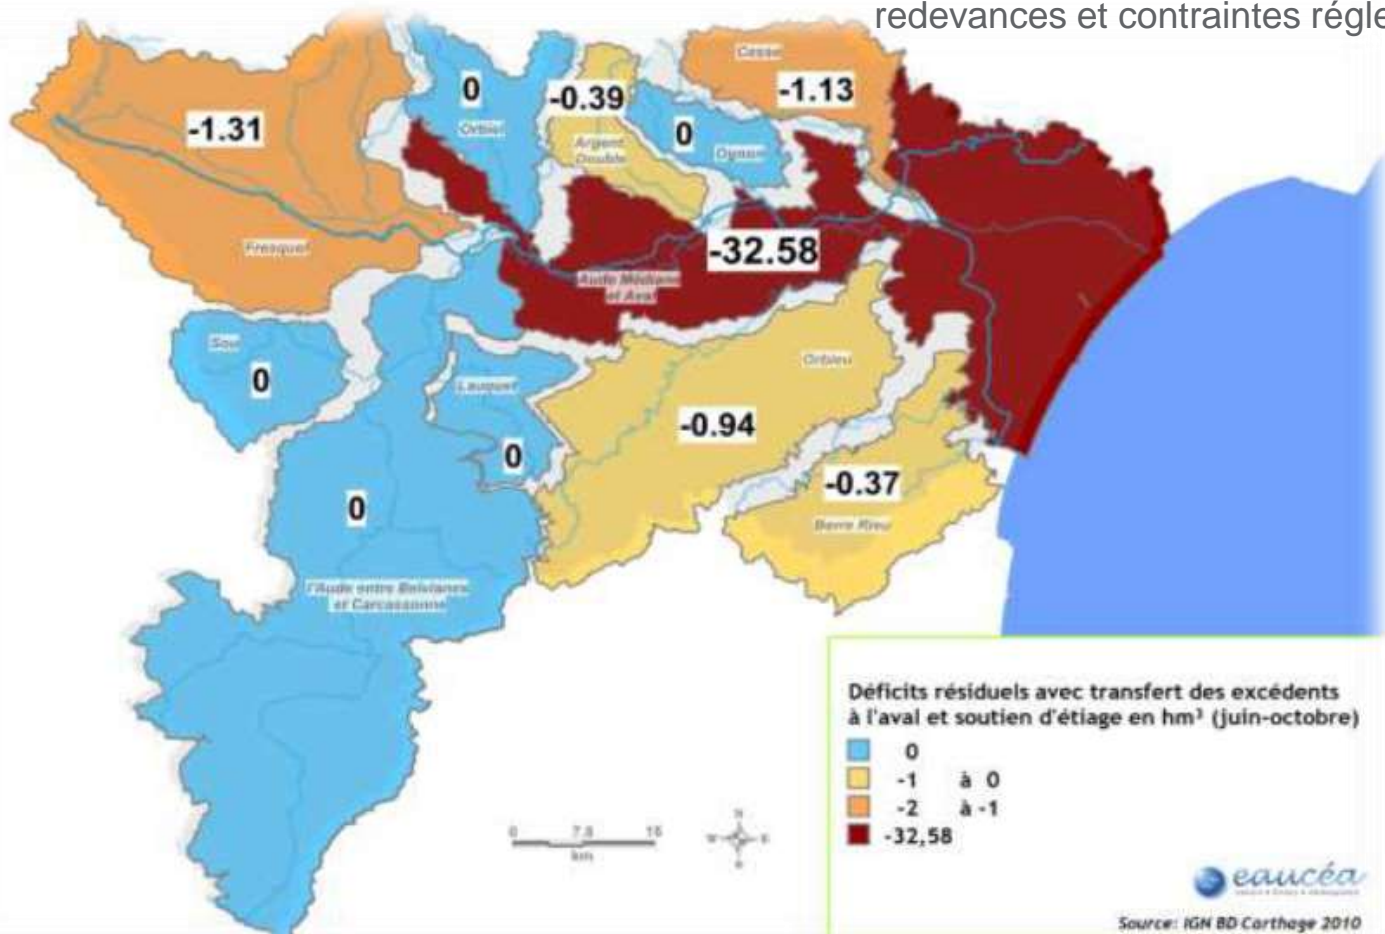 redevances et contraintes régle
Cesse
0
-0.39
-1.13
-1.31
Orbiel
0
Argent
Double
Ognon
Fresquel
-32.58
Aude Médiane
et Aval
Sou
0
Orbieu
Lauquet
-0.94
0
-0.37
0
Berre Rieu
l'Aude entre Belvianes
et Carcassonne
Déficits résiduels avec transfert des excédents
à l'aval et soutien d'étiage en hm³ (juin-octobre)
0
-1 à 0
-2 à -1
-32,58
0 7.5 15
km
N
W E
S
eaucéa
Source: IGN BD Carthage 2010